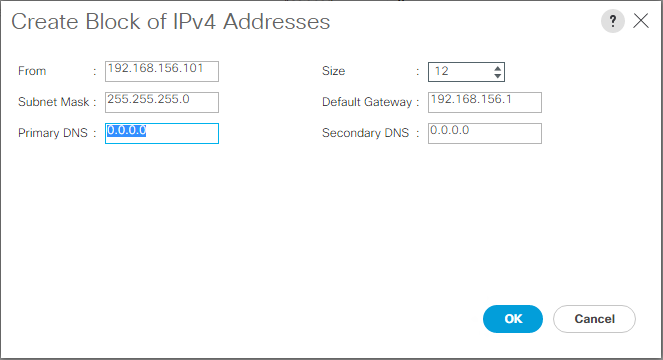 Create Block of IPv4 Addresses ?
From : 192.168.156.101 Size : 12
Subnet Mask : 255.255.255.0 Default Gateway : 192.168.156.1
Primary DNS : 0.0.0.0 Secondary DNS : 0.0.0.0
OK Cancel